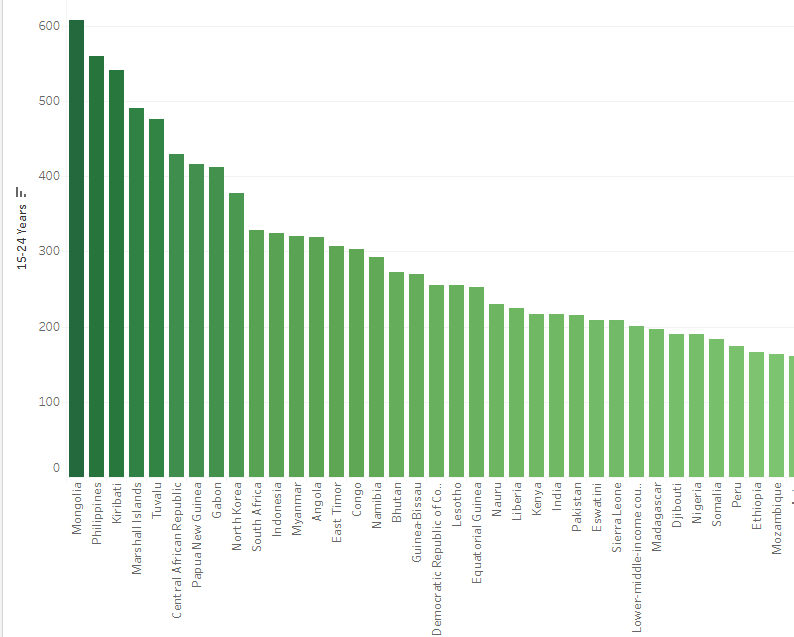 600
500
400
300
200
100
0
15-24 Years
Mongolia
Philippines
Kiribati
Marshall Islands
Tuvalu
Central African Republic
Papua New Guinea
Gabon
North Korea
South Africa
Indonesia
Myanmar
Angola
East Timor
Congo
Namibia
Bhutan
Guinea-Bissau
Democratic Republic of Co..
Lesotho
Equatorial Guinea
Nauru
Liberia
Kenya
India
Pakistan
Eswatini
Sierra Leone
Lower-middle-income cou..
Madagascar
Djibouti
Nigeria
Somalia
Peru
Ethiopia
Mozambique